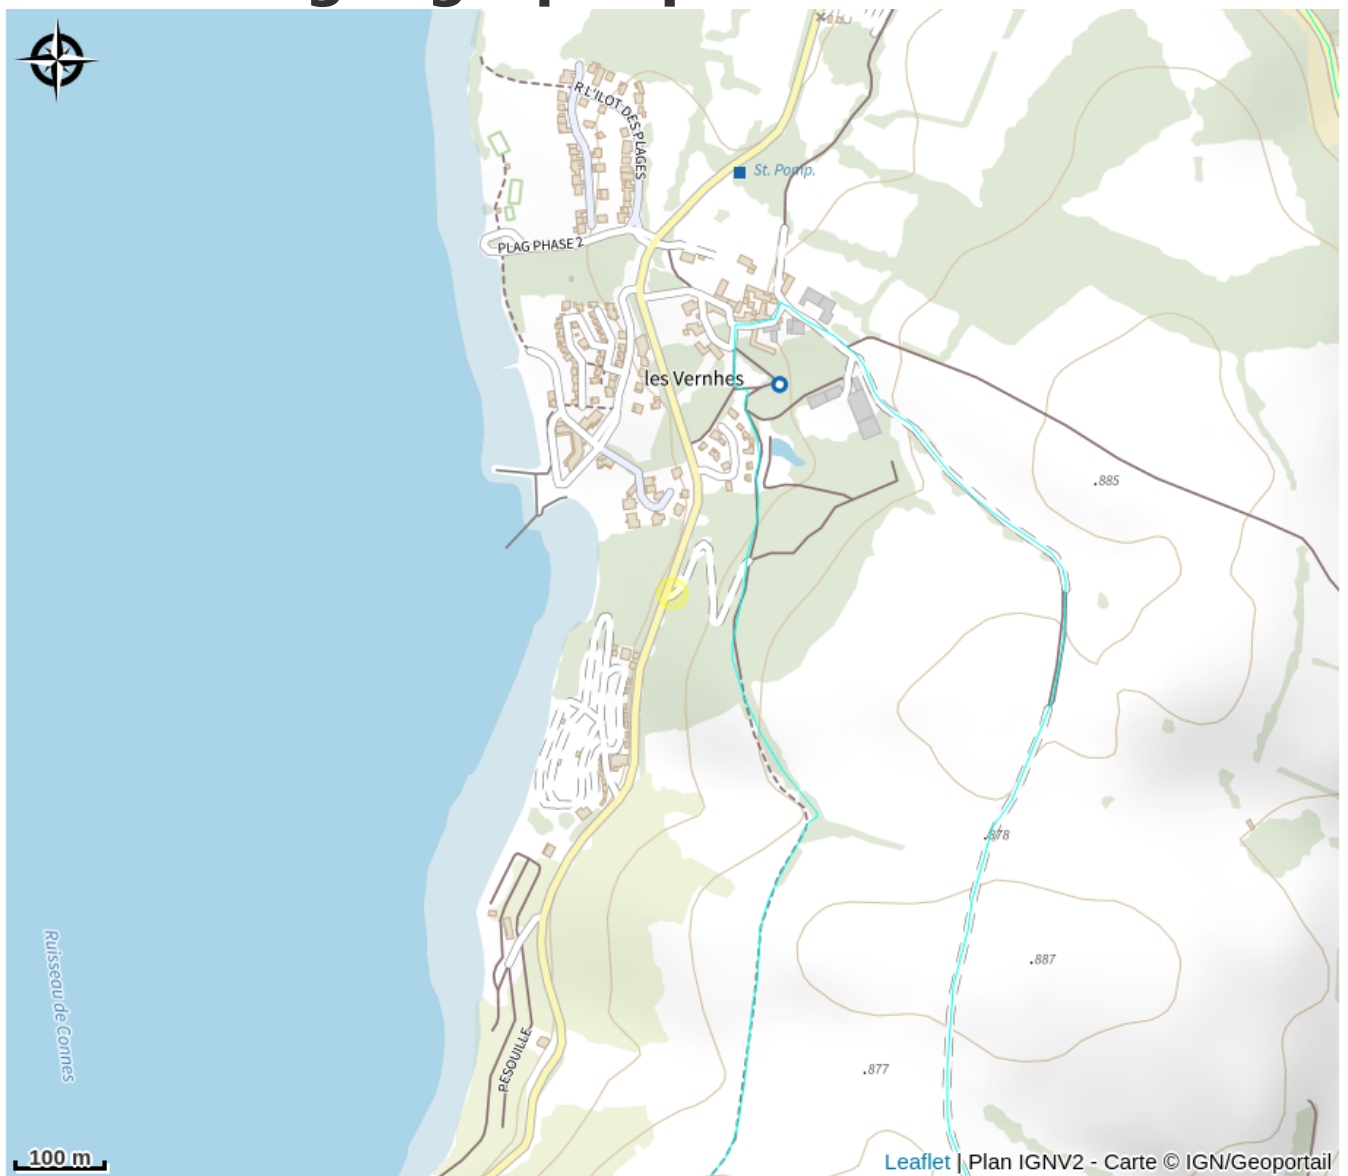 R L'ILOT DES PLAGES
St. Pomp.
PLAG PHASE 2
les Vernhes
.885
.878
.887
.877
Ruisseau de Connes
PESOUILLE
100 m
Leaflet | Plan IGNV2 - Carte © IGN/Geoportail